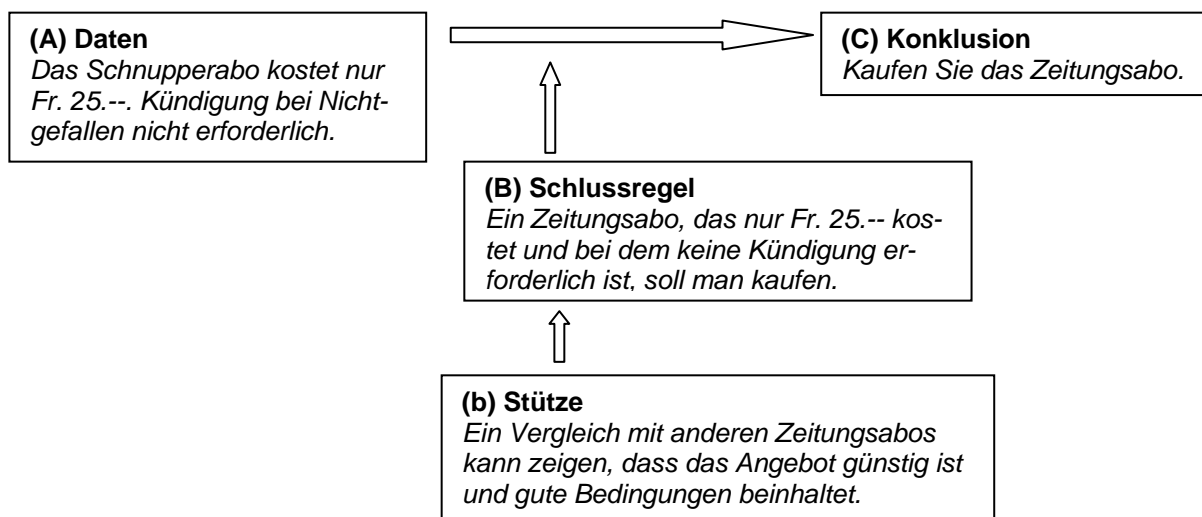 (A) Daten
Das Schnupperabo kostet nur
Fr. 25.--. Kündigung bei Nicht-
gefallen nicht erforderlich.
(C) Konklusion
Kaufen Sie das Zeitungsabo.
(B) Schlussregel
Ein Zeitungsabo, das nur Fr. 25.-- kos-
tet und bei dem keine Kündigung er-
forderlich ist, soll man kaufen.
(b) Stütze
Ein Vergleich mit anderen Zeitungsabos
kann zeigen, dass das Angebot günstig ist
und gute Bedingungen beinhaltet.